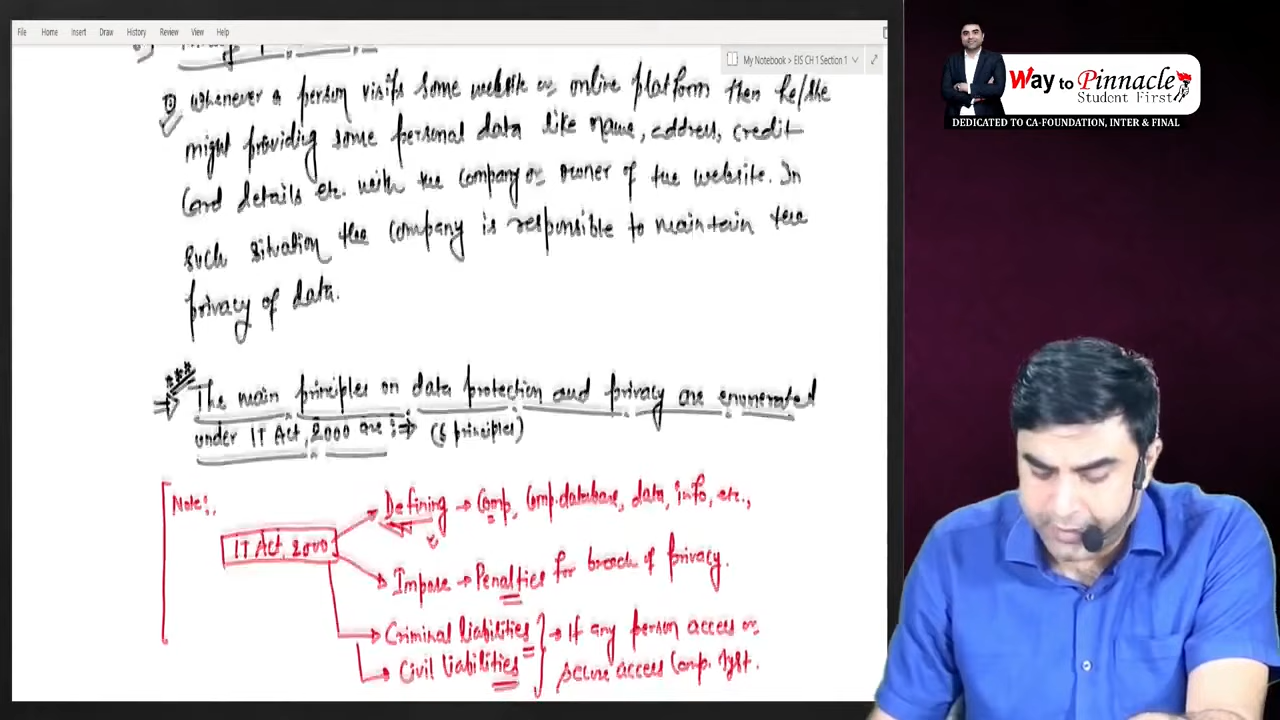 File Home Insert Draw History Review View Help
My Notebook > EIS CH 1 Section 1
Whenever a person visits some website or online platform then he/she
might providing some personal data like name, address, credit
Card details etc. with the company or owner of the website. In
such situation the company is responsible to maintain the
privacy of data.
The main principles on data protection and privacy are enumerated
under IT Act, 2000 are :⇒ (6 principles)
Note:,
IT Act, 2000
Defining → Comp, Comp. database, data, info, etc.,
Impose → Penalties for breach of privacy.
Criminal liabilities → If any person access or
Civil liabilities secure access Comp. Syst.
Way to Pinnacle
Student First
DEDICATED TO CA-FOUNDATION, INTER & FINAL